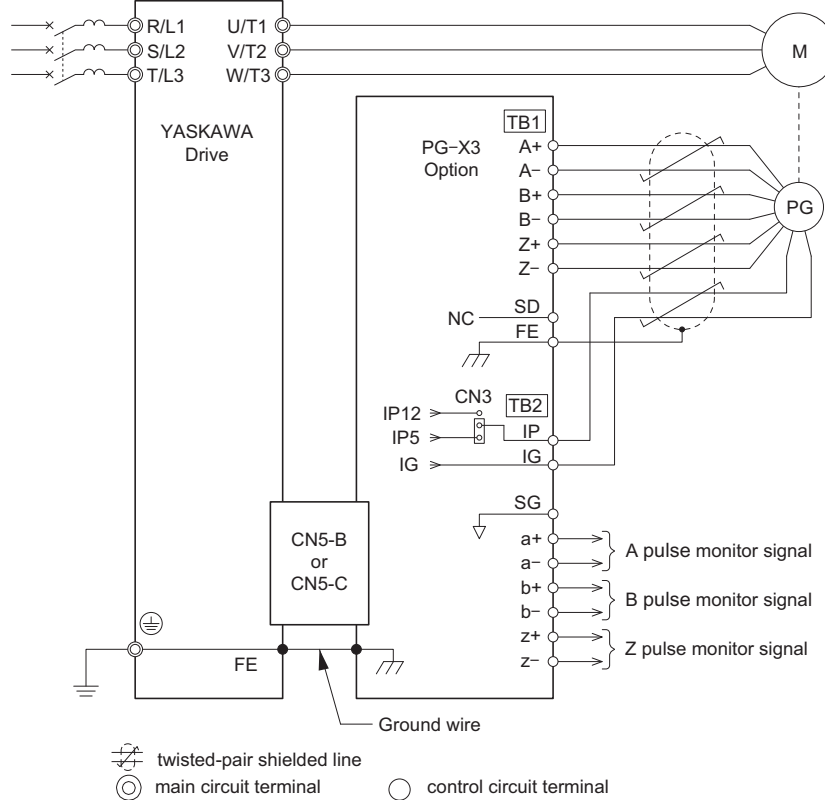 R/L1 U/T1
S/L2 V/T2
T/L3 W/T3
M
YASKAWA
Drive
PG-X3
Option
TB1
A+
A-
B+
B-
Z+
Z-
PG
NC SD
FE
CN3 TB2
IP12
IP5 IP
IG IG
SG
CN5-B
or
CN5-C
a+
a-
A pulse monitor signal
b+
b-
B pulse monitor signal
z+
z-
Z pulse monitor signal
FE
Ground wire
twisted-pair shielded line
main circuit terminal control circuit terminal